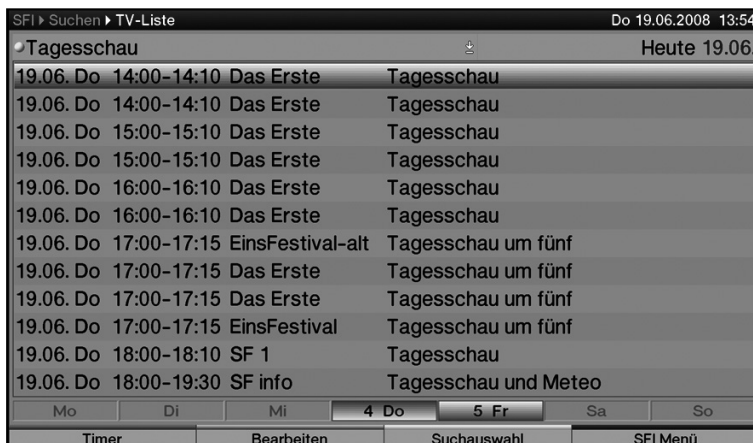 SFI ▸ Suchen ▸ TV-Liste Do 19.06.2008 13:54
Tagesschau Heute 19.06.
19.06. Do 14:00-14:10 Das Erste Tagesschau
19.06. Do 14:00-14:10 Das Erste Tagesschau
19.06. Do 15:00-15:10 Das Erste Tagesschau
19.06. Do 15:00-15:10 Das Erste Tagesschau
19.06. Do 16:00-16:10 Das Erste Tagesschau
19.06. Do 16:00-16:10 Das Erste Tagesschau
19.06. Do 17:00-17:15 EinsFestival-alt Tagesschau um fünf
19.06. Do 17:00-17:15 Das Erste Tagesschau um fünf
19.06. Do 17:00-17:15 Das Erste Tagesschau um fünf
19.06. Do 17:00-17:15 EinsFestival Tagesschau um fünf
19.06. Do 18:00-18:10 SF 1 Tagesschau
19.06. Do 18:00-19:30 SF info Tagesschau und Meteo
Mo Di Mi 4 Do 5 Fr Sa So
Timer Bearbeiten Suchauswahl SFI Menü